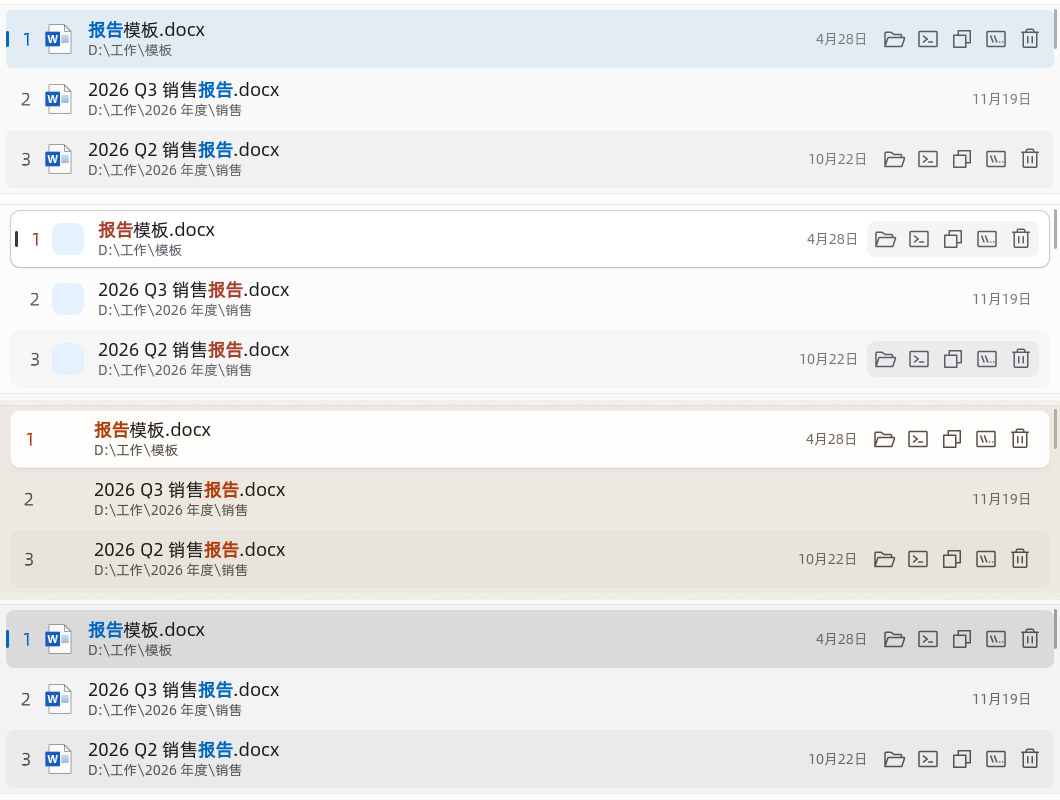 1 W 报告模板.docx 4月28日 \\..
D:\工作\模板
2 W 2026 Q3 销售报告.docx 11月19日
D:\工作\2026 年度\销售
3 W 2026 Q2 销售报告.docx 10月22日 \\..
D:\工作\2026 年度\销售
1 报告模板.docx 4月28日 \\..
D:\工作\模板
2 2026 Q3 销售报告.docx 11月19日
D:\工作\2026 年度\销售
3 2026 Q2 销售报告.docx 10月22日 \\..
D:\工作\2026 年度\销售
1 报告模板.docx 4月28日 \\..
D:\工作\模板
2 2026 Q3 销售报告.docx 11月19日
D:\工作\2026 年度\销售
3 2026 Q2 销售报告.docx 10月22日 \\..
D:\工作\2026 年度\销售
1 W 报告模板.docx 4月28日 \\..
D:\工作\模板
2 W 2026 Q3 销售报告.docx 11月19日
D:\工作\2026 年度\销售
3 W 2026 Q2 销售报告.docx 10月22日 \\..
D:\工作\2026 年度\销售